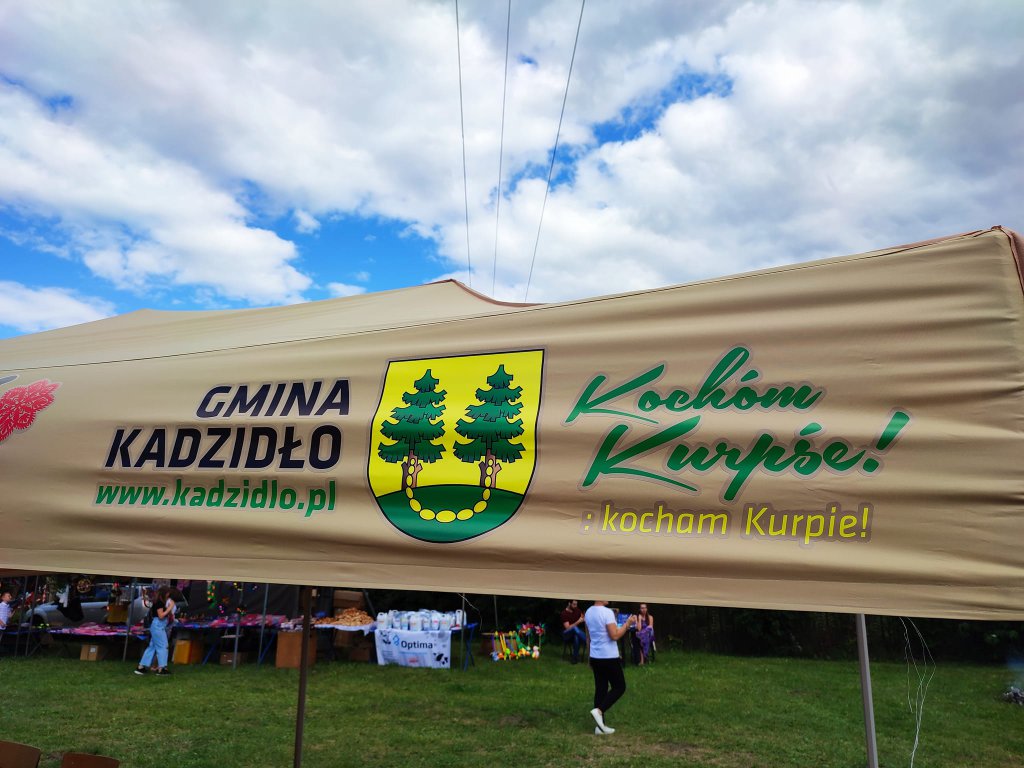 GMINA
KADZIDŁO
www.kadzidlo.pl
Kochóm
Kurpśe!
: kocham Kurpie!
Optima